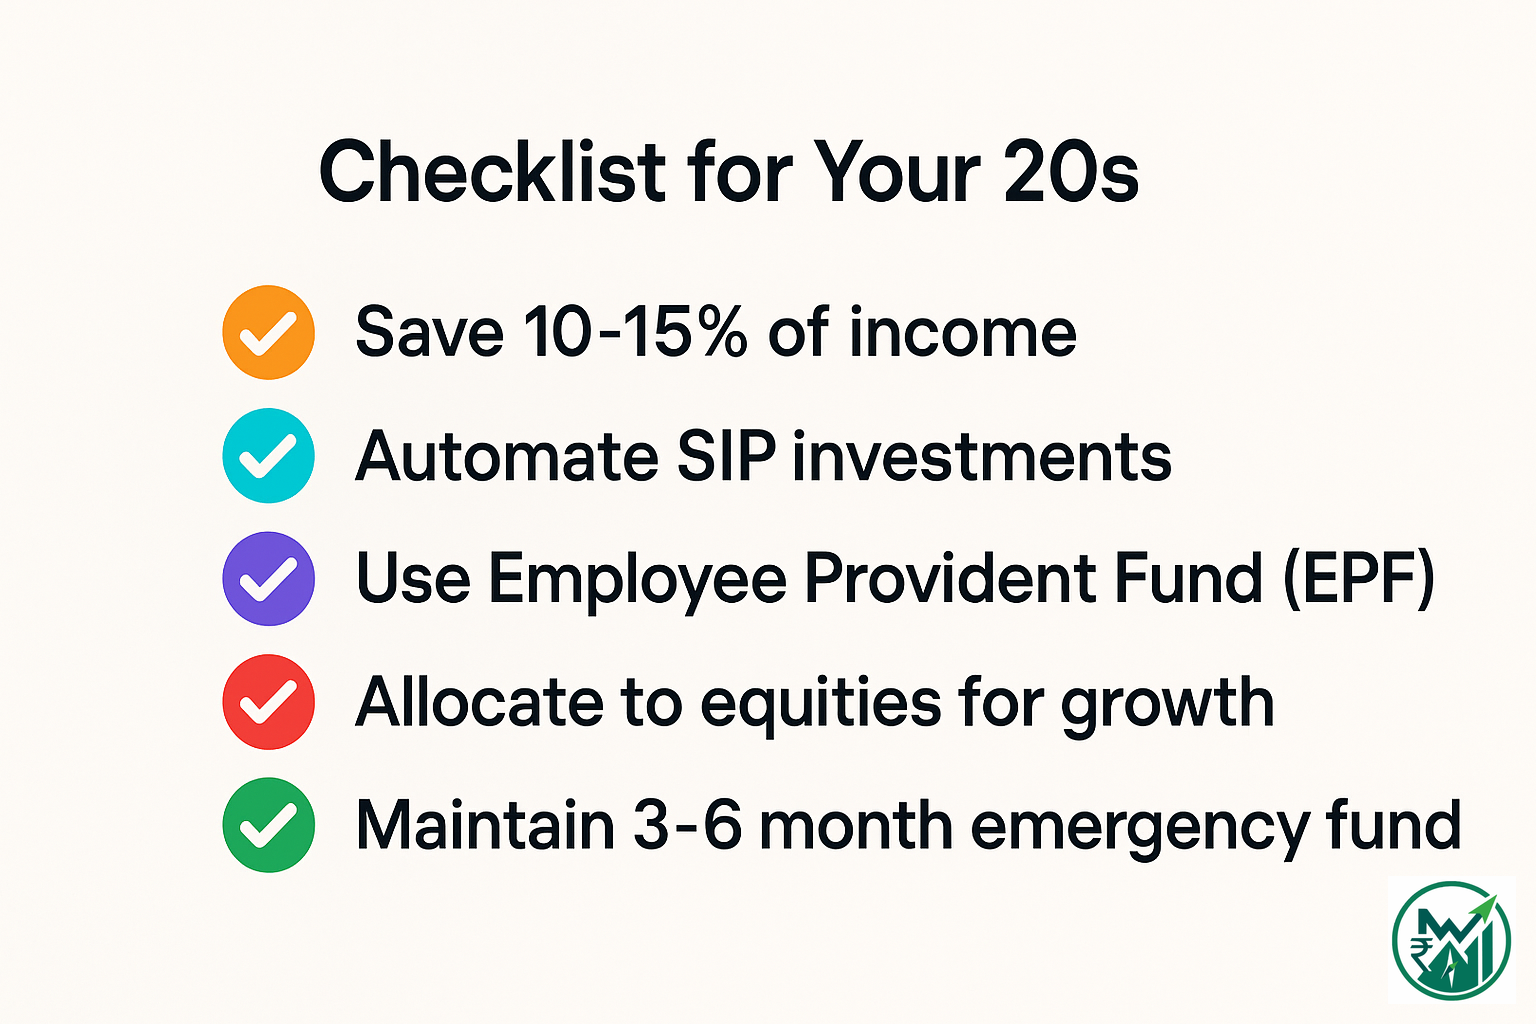 Checklist for Your 20s
Save 10-15% of income
Automate SIP investments
Use Employee Provident Fund (EPF)
Allocate to equities for growth
Maintain 3-6 month emergency fund
₹